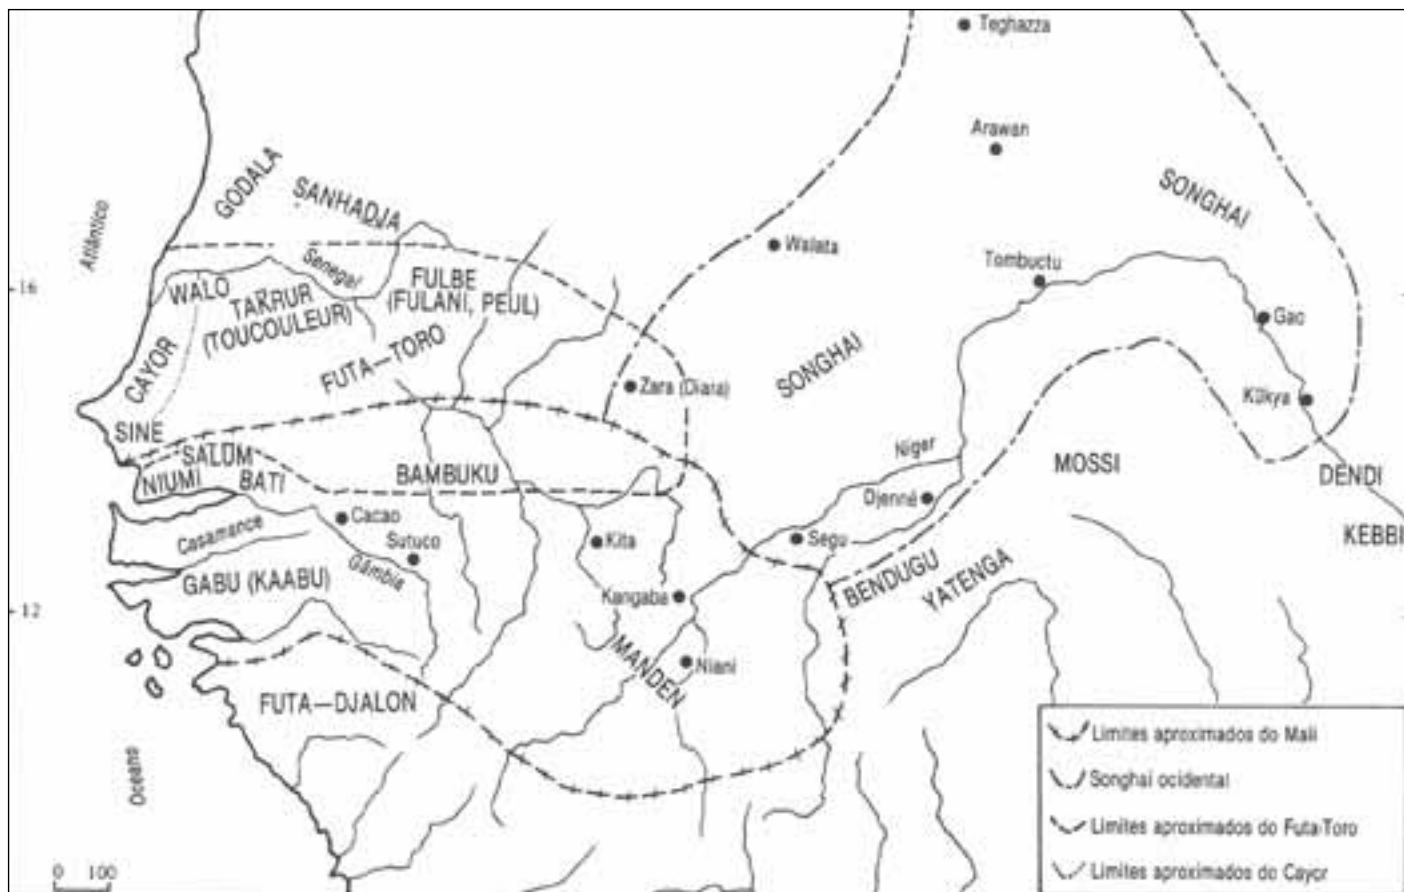 Teghazza
Arawan
SONGHAI
GODALA
SANHADJA
Atlântico
Walata
Tombuctu
Senegal
16
WALO
TAKRUR
(TOUCOULEUR)
FULBE
(FULANI, PEUL)
Gao
CAYOR
FUTA—TORO
SONGHAI
Zara (Diara)
Kūkya
SINE
SALUM
NIUMI
BATI
BAMBUKU
Niger
MOSSI
DENDI
Djenné
Cacao
Casamance
Sutuco
Kita
Segu
KEBBI
Gâmbia
GABU (KAABU)
BENDUGU
YATENGA
Kangaba
12
MANDEN
Niani
FUTA—DJALON
Oceano
Limites aproximados do Mali
Songhai ocidental
Limites aproximados do Futa-Toro
Limites aproximados do Cayor
0 100